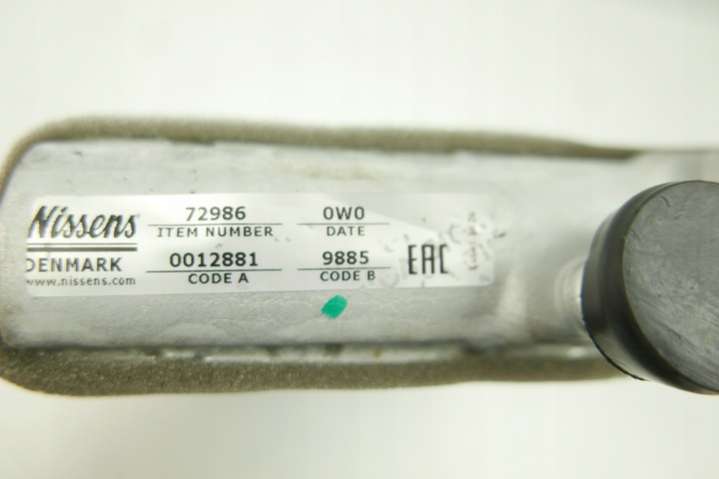 Nissens
DENMARK
www.nissens.com
72986
ITEM NUMBER
0012881
CODE A
0W0
DATE
9885
CODE B
EAC